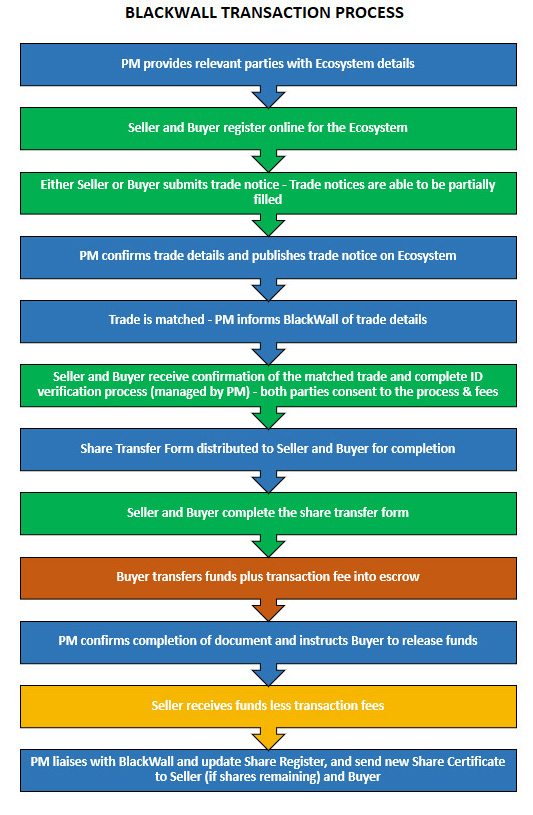 BLACKWALL TRANSACTION PROCESS
PM provides relevant parties with Ecosystem details
Seller and Buyer register online for the Ecosystem
Either Seller or Buyer submits trade notice - Trade notices are able to be partially
filled
PM confirms trade details and publishes trade notice on Ecosystem
Trade is matched - PM informs BlackWall of trade details
Seller and Buyer receive confirmation of the matched trade and complete ID
verification process (managed by PM) - both parties consent to the process & fees
Share Transfer Form distributed to Seller and Buyer for completion
Seller and Buyer complete the share transfer form
Buyer transfers funds plus transaction fee into escrow
PM confirms completion of document and instructs Buyer to release funds
Seller receives funds less transaction fees
PM liaises with BlackWall and update Share Register, and send new Share Certificate
to Seller (if shares remaining) and Buyer